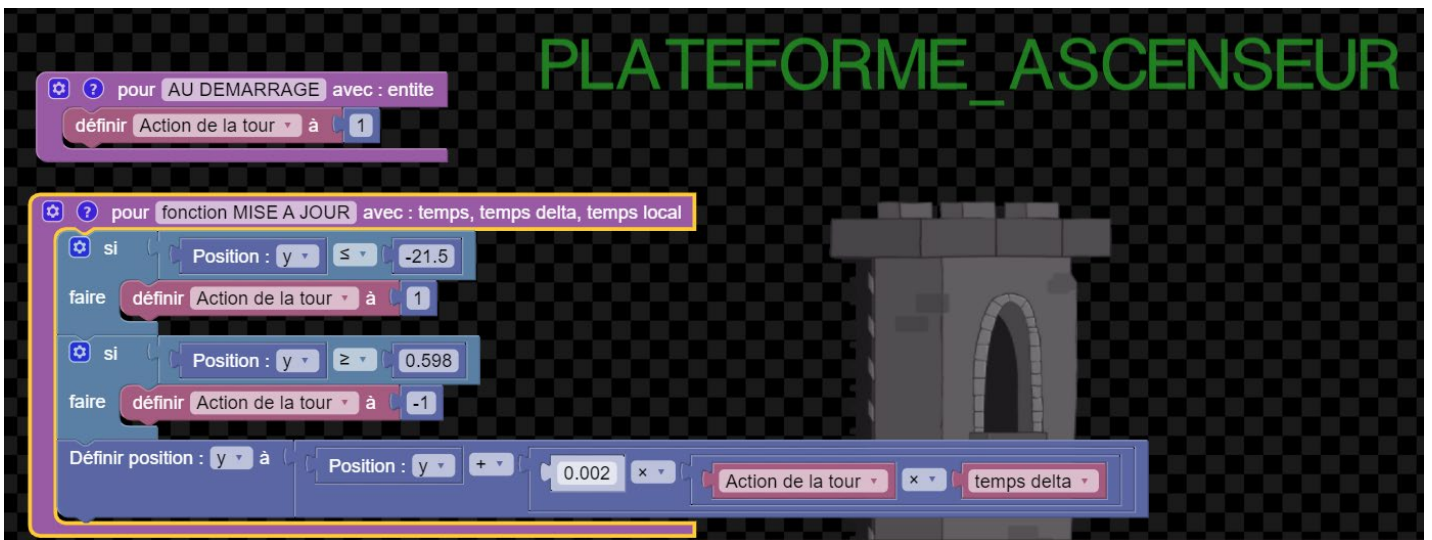 PLATEFORME_ASCENSEUR
? pour AU DEMARRAGE avec : entite
définir Action de la tour à 1
? pour fonction MISE A JOUR avec : temps, temps delta, temps local
si Position : y ≤ -21.5
faire définir Action de la tour à 1
si Position : y ≥ 0.598
faire définir Action de la tour à -1
Définir position : y à Position : y + 0.002 × Action de la tour × temps delta